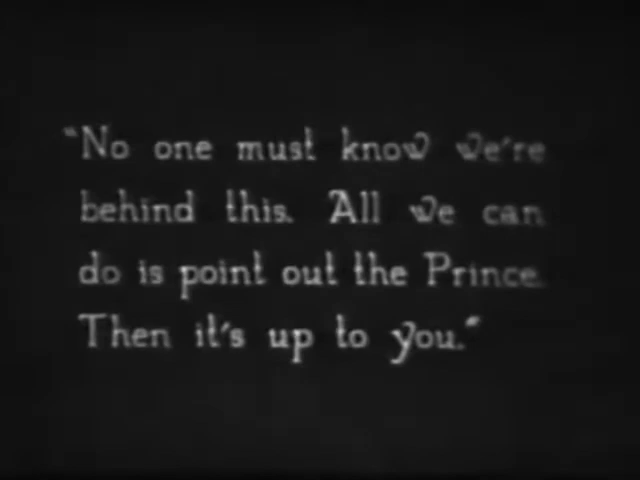 "No one must know we're
behind this. All we can
do is point out the Prince.
Then it's up to you."